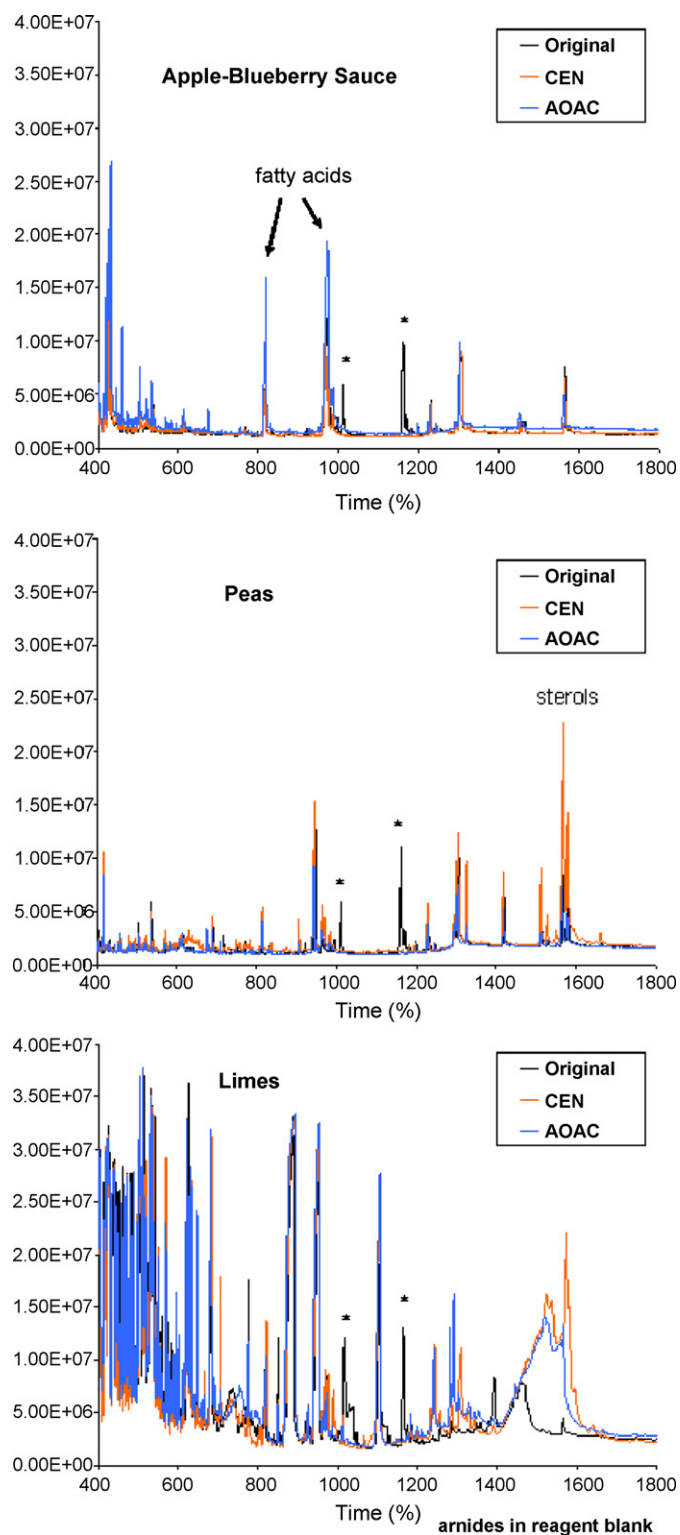 4.00E+07
3.50E+07
3.00E+07
2.50E+07
2.00E+07
1.50E+07
1.00E+07
5.00E+06
0.00E+00
Apple-Blueberry Sauce
Original
CEN
AOAC
fatty acids
*
*
400 600 800 1000 1200 1400 1600 1800
Time (%)
4.00E+07
3.50E+07
3.00E+07
2.50E+07
2.00E+07
1.50E+07
1.00E+07
5.00E+06
0.00E+00
Peas
Original
CEN
AOAC
sterols
*
*
400 600 800 1000 1200 1400 1600 1800
Time (%)
4.00E+07
3.50E+07
3.00E+07
2.50E+07
2.00E+07
1.50E+07
1.00E+07
5.00E+06
0.00E+00
Limes
Original
CEN
AOAC
*
*
400 600 800 1000 1200 1400 1600 1800
Time (%)
arnides in reagent blank